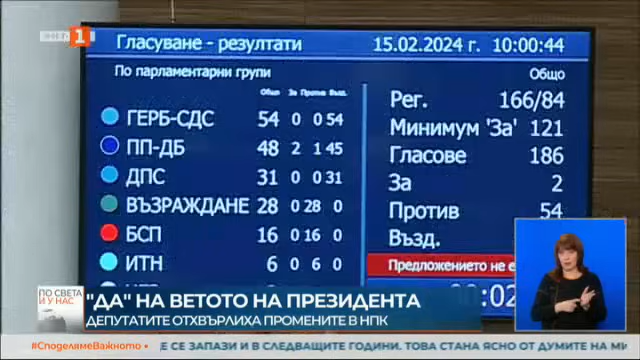 БНТ 1
Гласуване - резултати 15.02.2024 г. 10:00:44
По парламентарни групи Общо
Общо За Против Възд.
ГЕРБ-СДС 54 0 0 54
ПП-ДБ 48 2 1 45
ДПС 31 0 0 31
ВЪЗРАЖДАНЕ 28 0 28 0
БСП 16 0 16 0
ИТН 6 0 6 0
Рег. 166/84
Минимум 'За' 121
Гласове 186
За 2
Против 54
Възд.
Предложението не
ПО СВЕТА
И У НАС
"ДА" НА ВЕТОТО НА ПРЕЗИДЕНТА
ДЕПУТАТИТЕ ОТХВЪРЛИХА ПРОМЕНИТЕ В НПК
#СподелямеВажното • Е СЕ ЗАПАЗИ И В СЛЕДВАЩИТЕ ГОДИНИ. ТОВА СТАНА ЯСНО ОТ ДУМИТЕ НА МИ